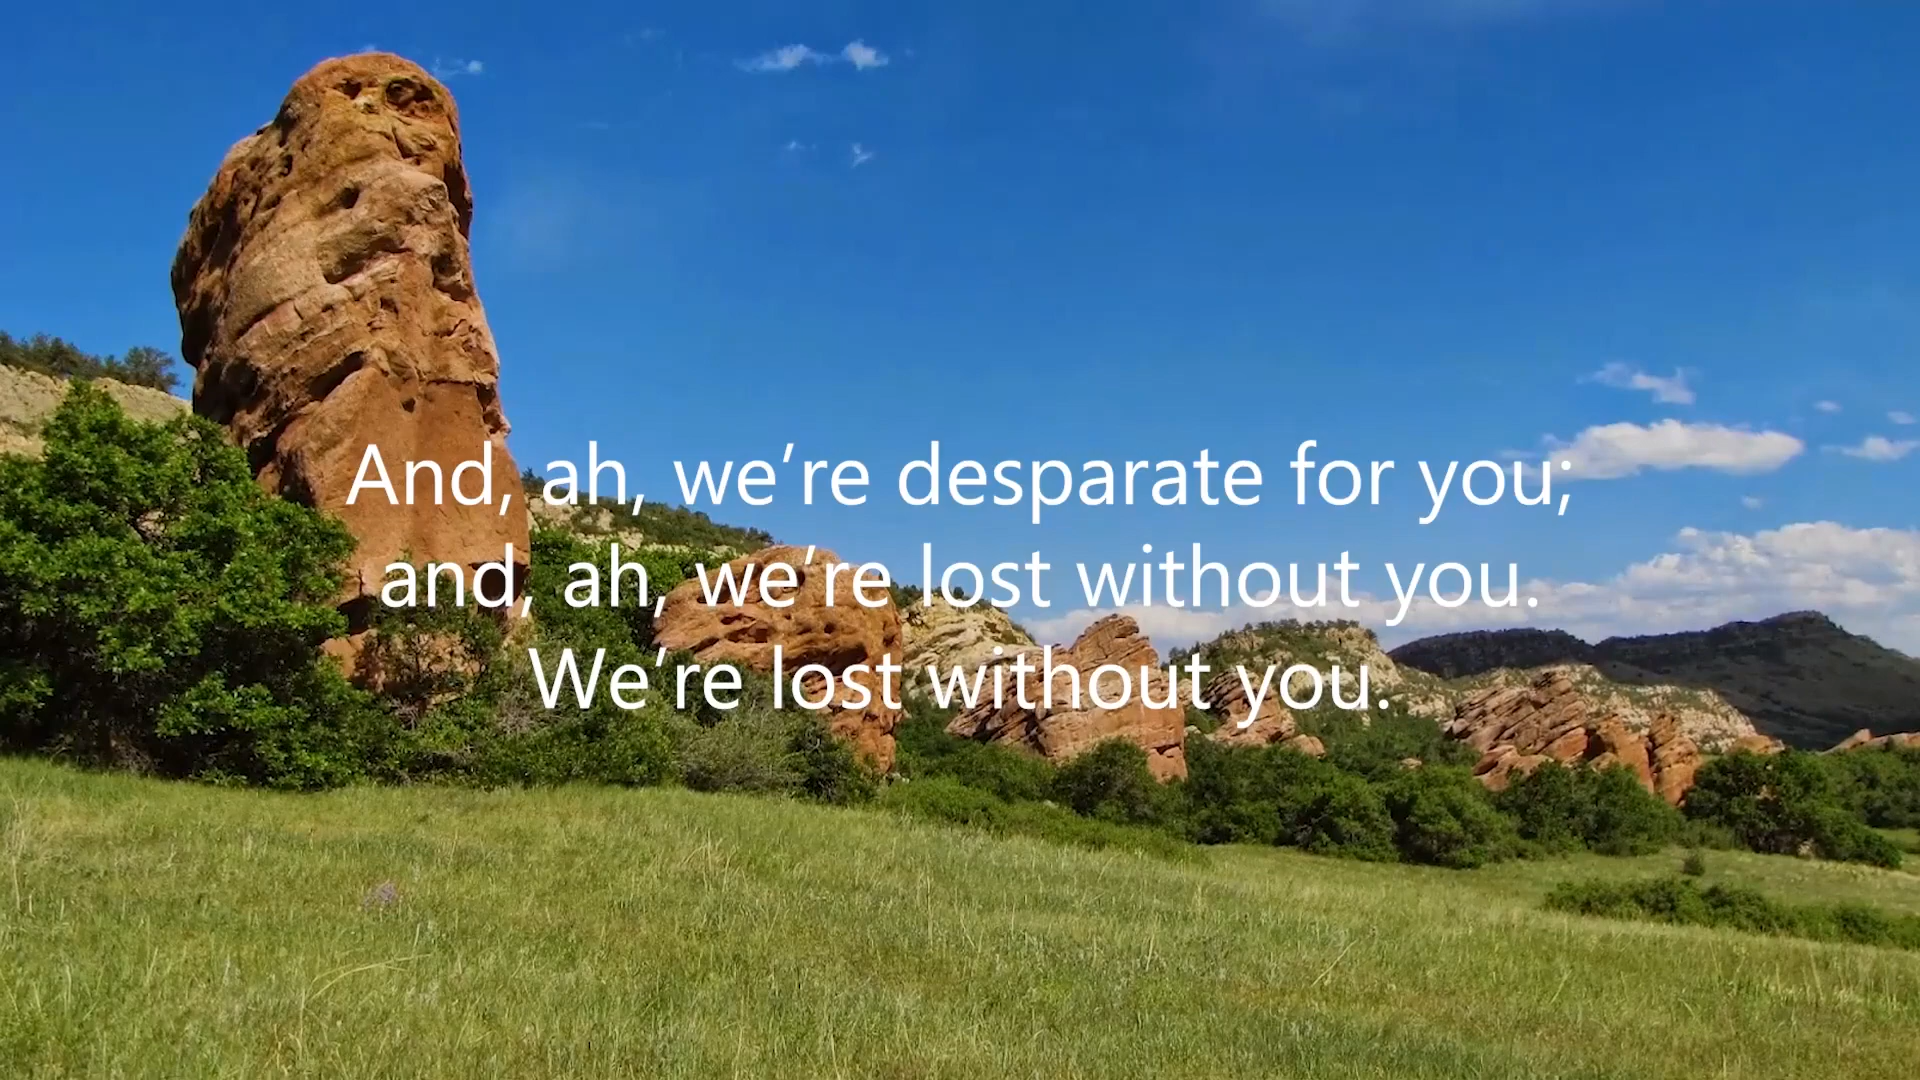 And, ah, we’re desparate for you;
and, ah, we’re lost without you.
We’re lost without you.